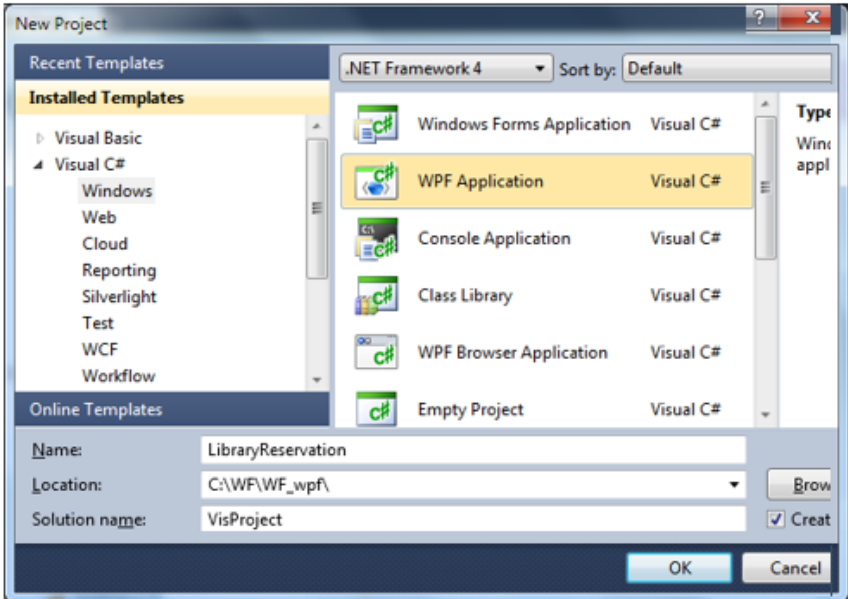 New Project
Recent Templates
.NET Framework 4 Sort by: Default
Installed Templates
Visual Basic
Visual C#
Windows
Web
Cloud
Reporting
Silverlight
Test
WCF
Workflow
Online Templates
Windows Forms Application Visual C#
WPF Application Visual C#
Console Application Visual C#
Class Library Visual C#
WPF Browser Application Visual C#
Empty Project Visual C#
Type
Wind
appl
Name: LibraryReservation
Location: C:\WF\WF_wpf\ Brow
Solution name: VisProject Creat
OK Cancel